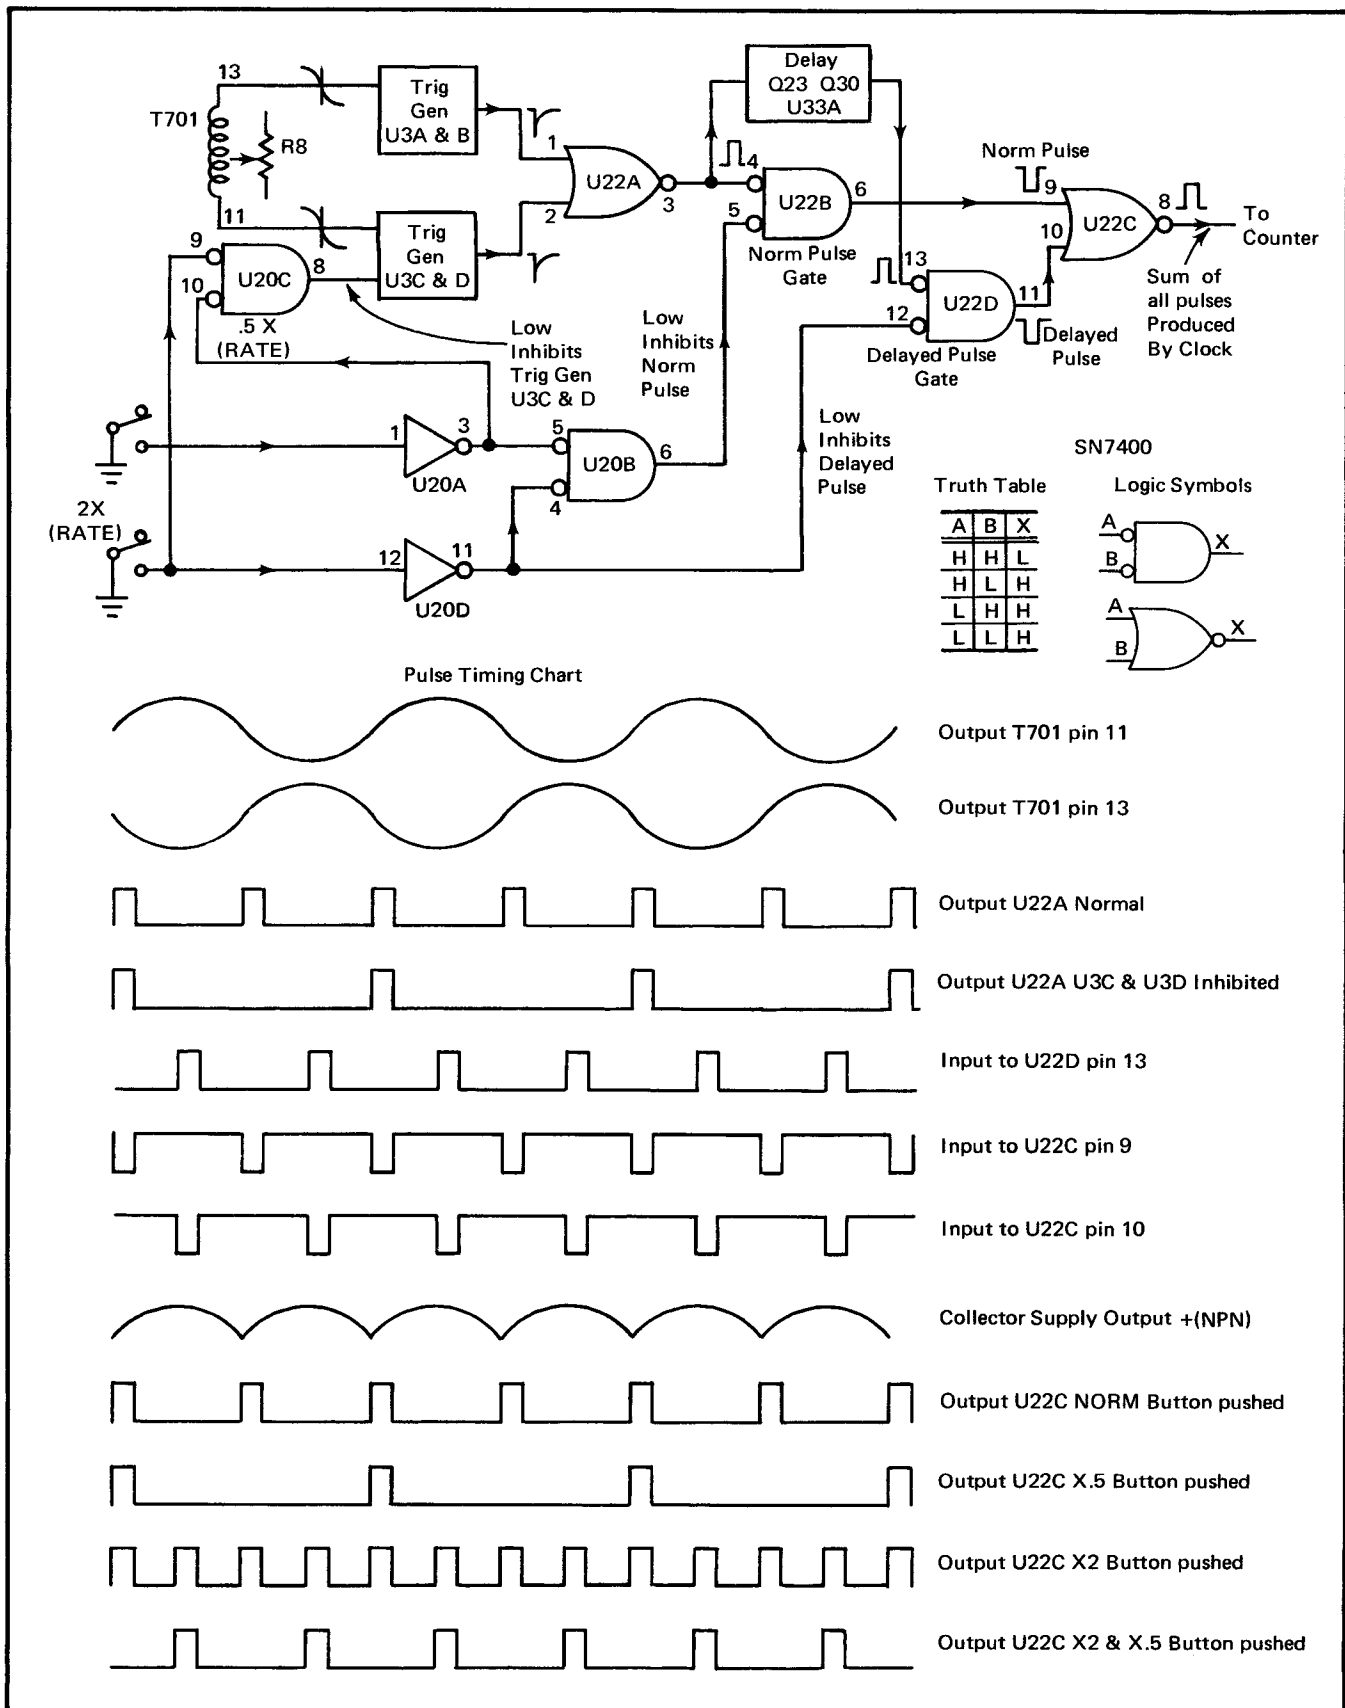 13
T701
R8
11
Trig
Gen
U3A & B
Trig
Gen
U3C & D
1
2
U22A
3
Delay
Q23 Q30
U33A
4
5
U22B
6
Norm Pulse
Gate
Norm Pulse
9
10
U22C
8
To
Counter
Sum of
all pulses
Produced
By Clock
13
12
U22D
11
Delayed Pulse
Gate
Delayed
Pulse
9
10
U20C
8
.5 X
(RATE)
Low
Inhibits
Trig Gen
U3C & D
Low
Inhibits
Norm
Pulse
Low
Inhibits
Delayed
Pulse
1
3
U20A
5
4
U20B
6
2X
(RATE)
12
11
U20D
SN7400
Truth Table
A B X
H H L
H L H
L H H
L L H
Logic Symbols
A
B
X
A
B
X
Pulse Timing Chart
Output T701 pin 11
Output T701 pin 13
Output U22A Normal
Output U22A U3C & U3D Inhibited
Input to U22D pin 13
Input to U22C pin 9
Input to U22C pin 10
Collector Supply Output +(NPN)
Output U22C NORM Button pushed
Output U22C X.5 Button pushed
Output U22C X2 Button pushed
Output U22C X2 & X.5 Button pushed